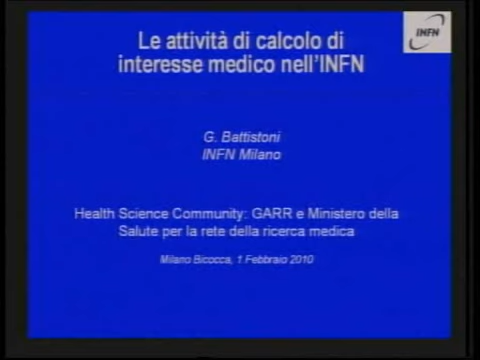 Le attività di calcolo di
interesse medico nell'INFN
INFN
G. Battistoni
INFN Milano
Health Science Community: GARR e Ministero della
Salute per la rete della ricerca medica
Milano Bicocca, 1 Febbraio 2010